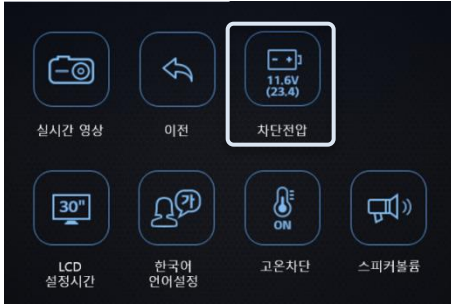 11.6V
(23.4)
실시간 영상
이전
차단전압
30"
가
ON
LCD
설정시간
한국어
언어설정
고온차단
스피커볼륨